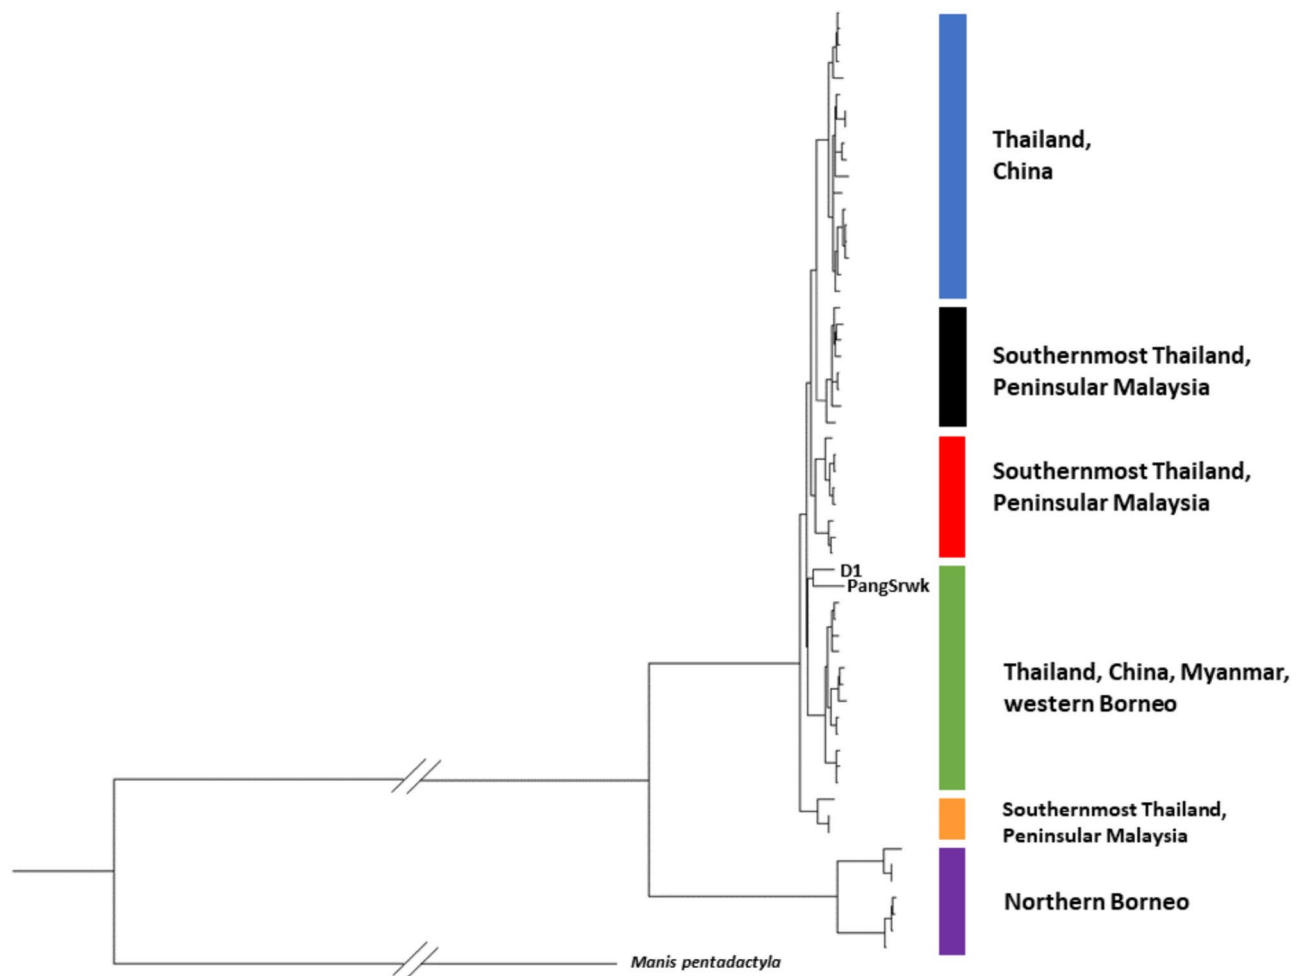 Thailand,
China
Southernmost Thailand,
Peninsular Malaysia
Southernmost Thailand,
Peninsular Malaysia
D1
PangSrwk
Thailand, China, Myanmar,
western Borneo
Southernmost Thailand,
Peninsular Malaysia
Northern Borneo
Manis pentadactyla